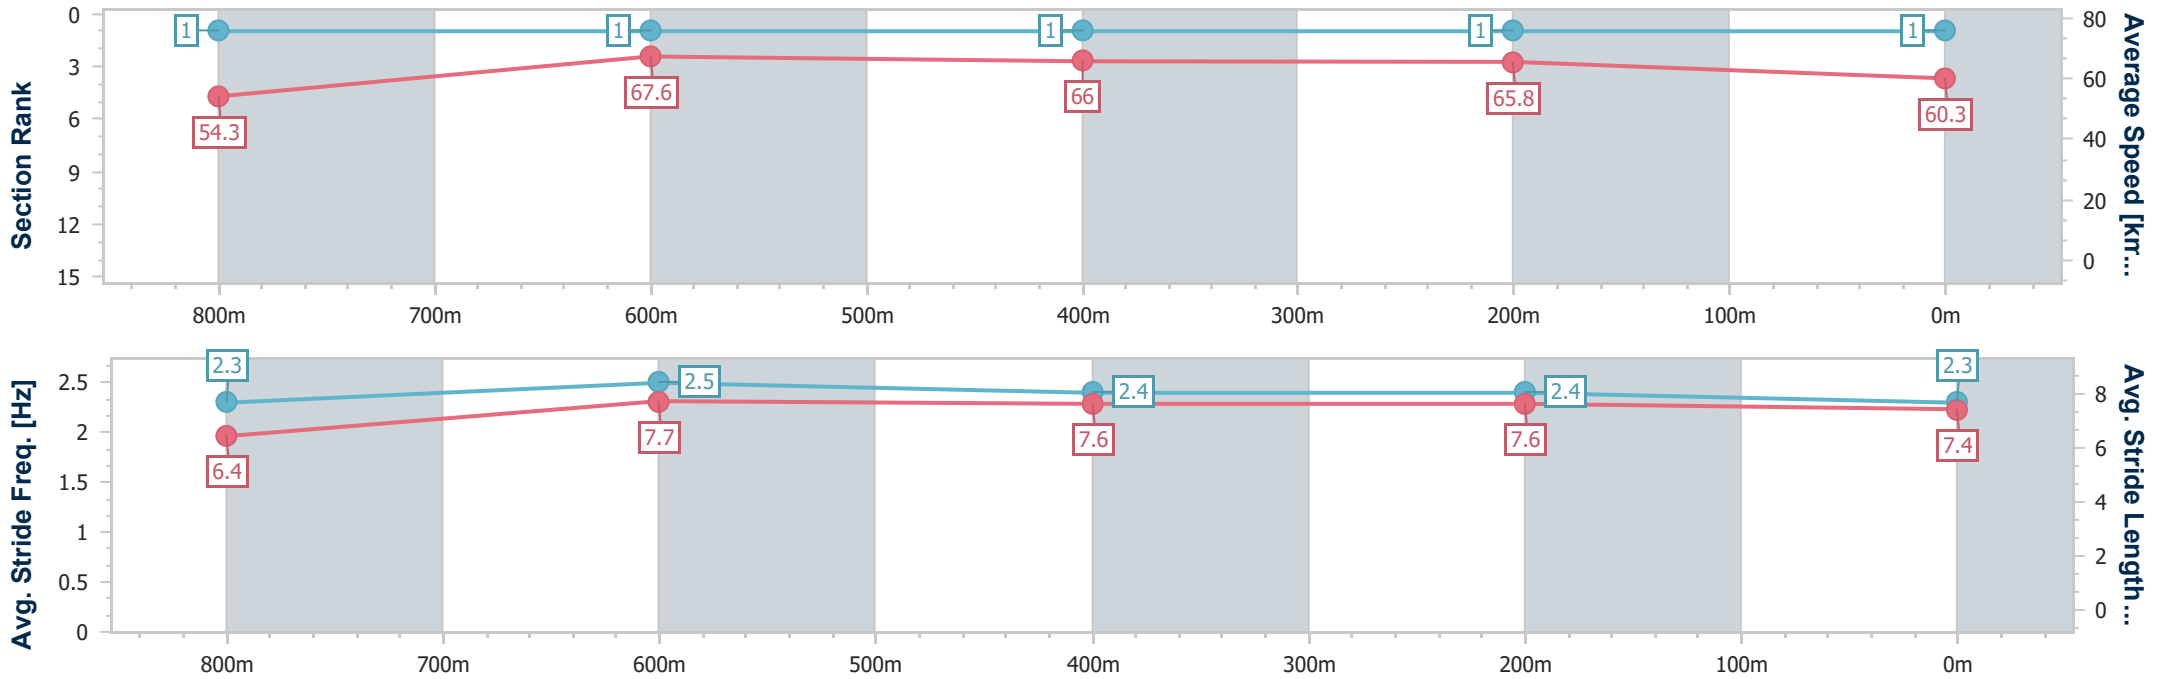 Section Rank
0
3
6
9
12
15
1
1
1
1
1
54.3
67.6
66
65.8
60.3
80
60
40
20
0
Average Speed [km...
800m
700m
600m
500m
400m
300m
200m
100m
0m
Avg. Stride Freq. [Hz]
2.5
2
1.5
1
0.5
0
2.3
2.5
2.4
2.4
2.3
6.4
7.7
7.6
7.6
7.4
8
6
4
2
0
Avg. Stride Length...
800m
700m
600m
500m
400m
300m
200m
100m
0m